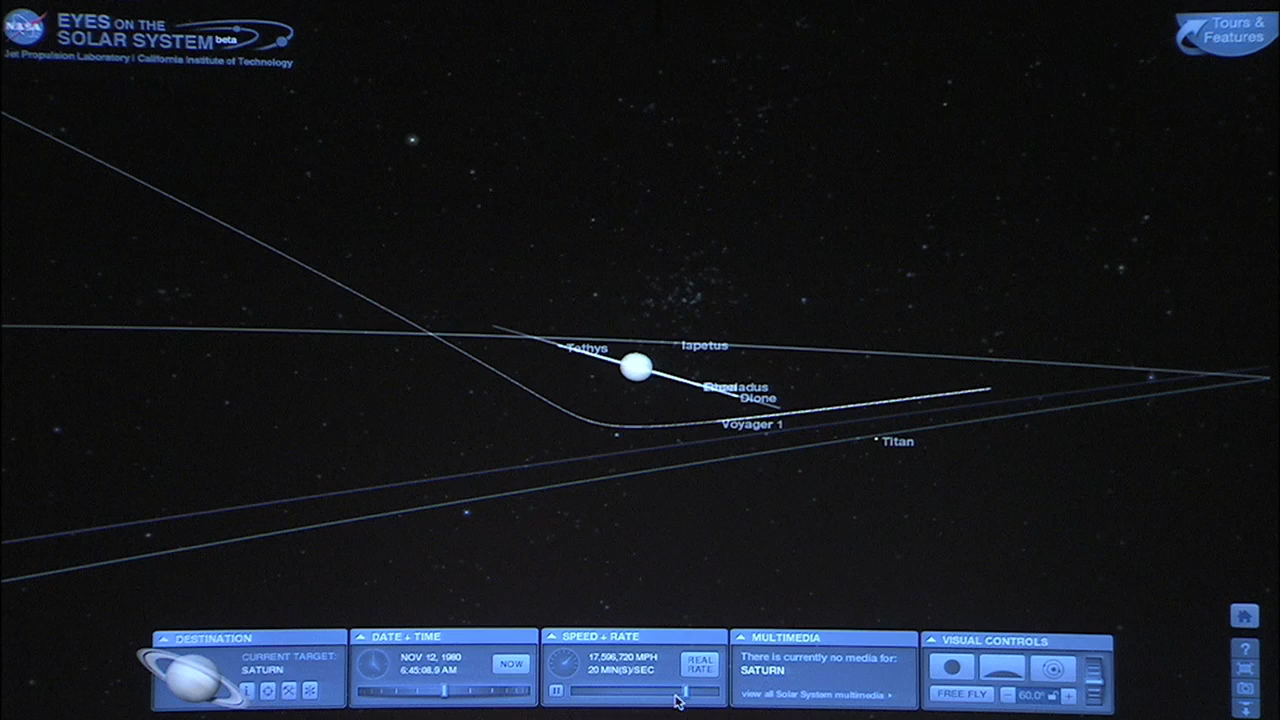 NASA
EYES ON THE
SOLAR SYSTEM beta
Jet Propulsion Laboratory | California Institute of Technology
Tours &
Features
Tethys
Iapetus
Dione
Voyager 1
Titan
DESTINATION
CURRENT TARGET:
SATURN
DATE + TIME
NOV 12, 1980
6:45:08.9 AM
NOW
SPEED + RATE
17,596,720 MPH
20 MIN(S)/SEC
REAL
RATE
MULTIMEDIA
There is currently no media for:
SATURN
view all Solar System multimedia
VISUAL CONTROLS
FREE FLY
60.0°
?